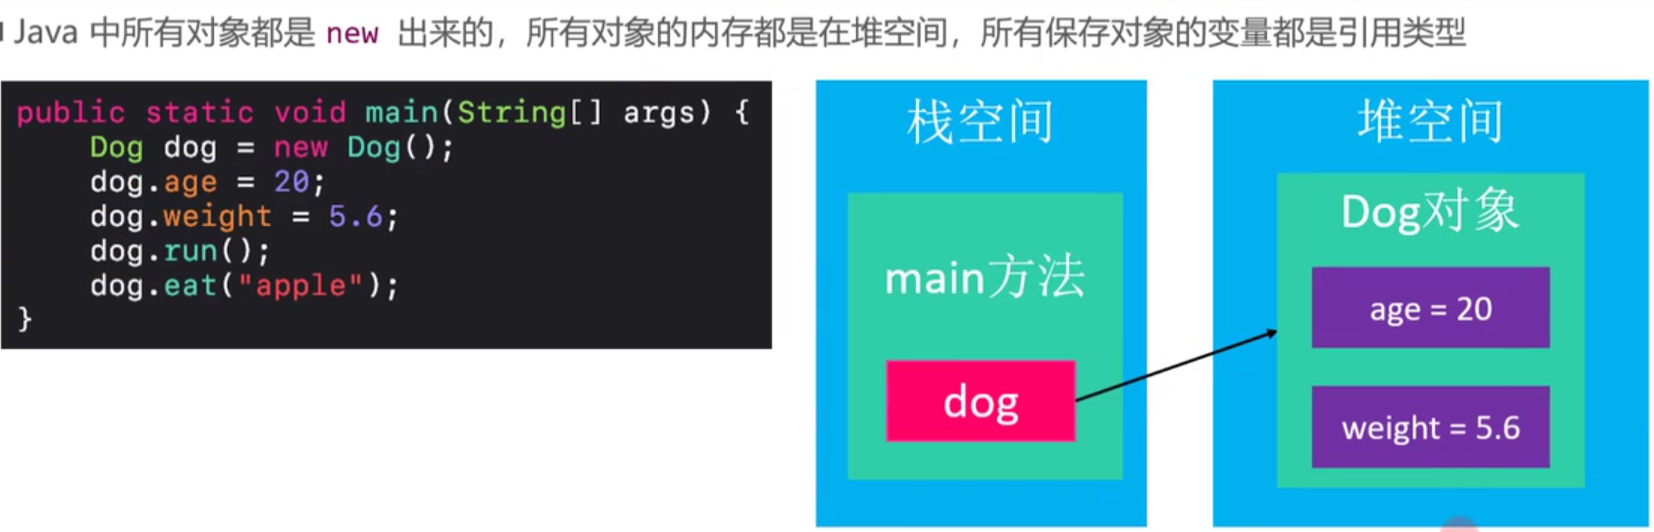 Java 中所有对象都是 new 出来的，所有对象的内存都是在堆空间，所有保存对象的变量都是引用类型
public static void main(String[] args) {
    Dog dog = new Dog();
    dog.age = 20;
    dog.weight = 5.6;
    dog.run();
    dog.eat("apple");
}
栈空间
main方法
dog
堆空间
Dog对象
age = 20
weight = 5.6